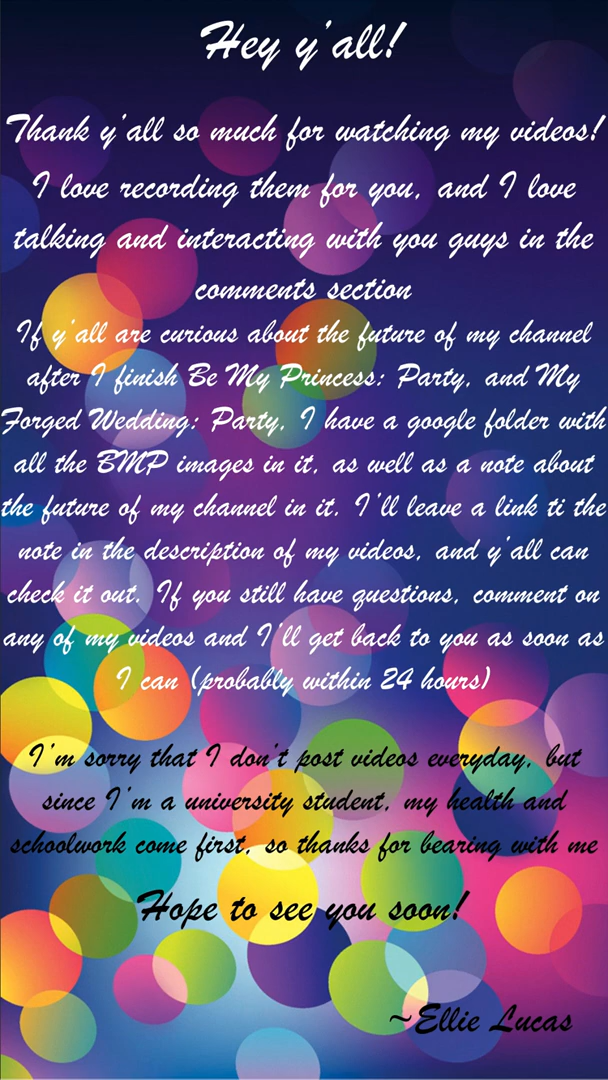 Hey y'all!
Thank y'all so much for watching my videos!
I love recording them for you, and I love
talking and interacting with you guys in the
comments section
If y'all are curious about the future of my channel
after I finish Be My Princess: Party, and My
Forged Wedding: Party, I have a google folder with
all the BMP images in it, as well as a note about
the future of my channel in it. I'll leave a link ti the
note in the description of my videos, and y'all can
check it out. If you still have questions, comment on
any of my videos and I'll get back to you as soon as
I can (probably within 24 hours)
I'm sorry that I don't post videos everyday, but
since I'm a university student, my health and
schoolwork come first, so thanks for bearing with me
Hope to see you soon!
~Ellie Lucas